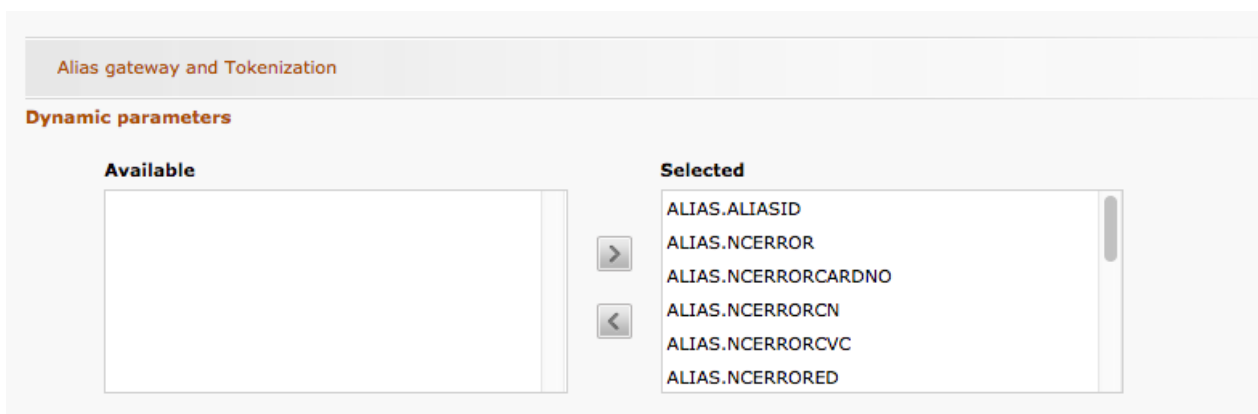 Alias gateway and Tokenization
Dynamic parameters
Available
Selected
ALIAS.ALIASID
ALIAS.NCERROR
ALIAS.NCERRORCARDNO
ALIAS.NCERRORCN
ALIAS.NCERRORCVC
ALIAS.NCERRORED